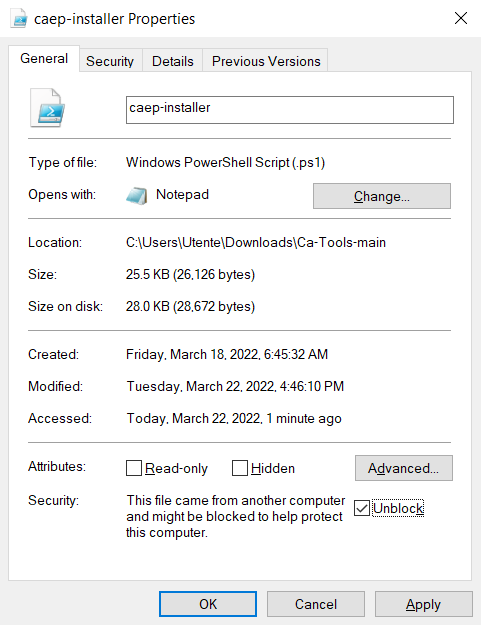 caep-installer Properties
General
Security
Details
Previous Versions
caep-installer
Type of file:
Windows PowerShell Script (.ps1)
Opens with:
Notepad
Change...
Location:
C:\Users\Utente\Downloads\Ca-Tools-main
Size:
25.5 KB (26,126 bytes)
Size on disk:
28.0 KB (28,672 bytes)
Created:
Friday, March 18, 2022, 6:45:32 AM
Modified:
Tuesday, March 22, 2022, 4:46:10 PM
Accessed:
Today, March 22, 2022, 1 minute ago
Attributes:
Read-only
Hidden
Advanced...
Security:
This file came from another computer
and might be blocked to help protect
this computer.
Unblock
OK
Cancel
Apply